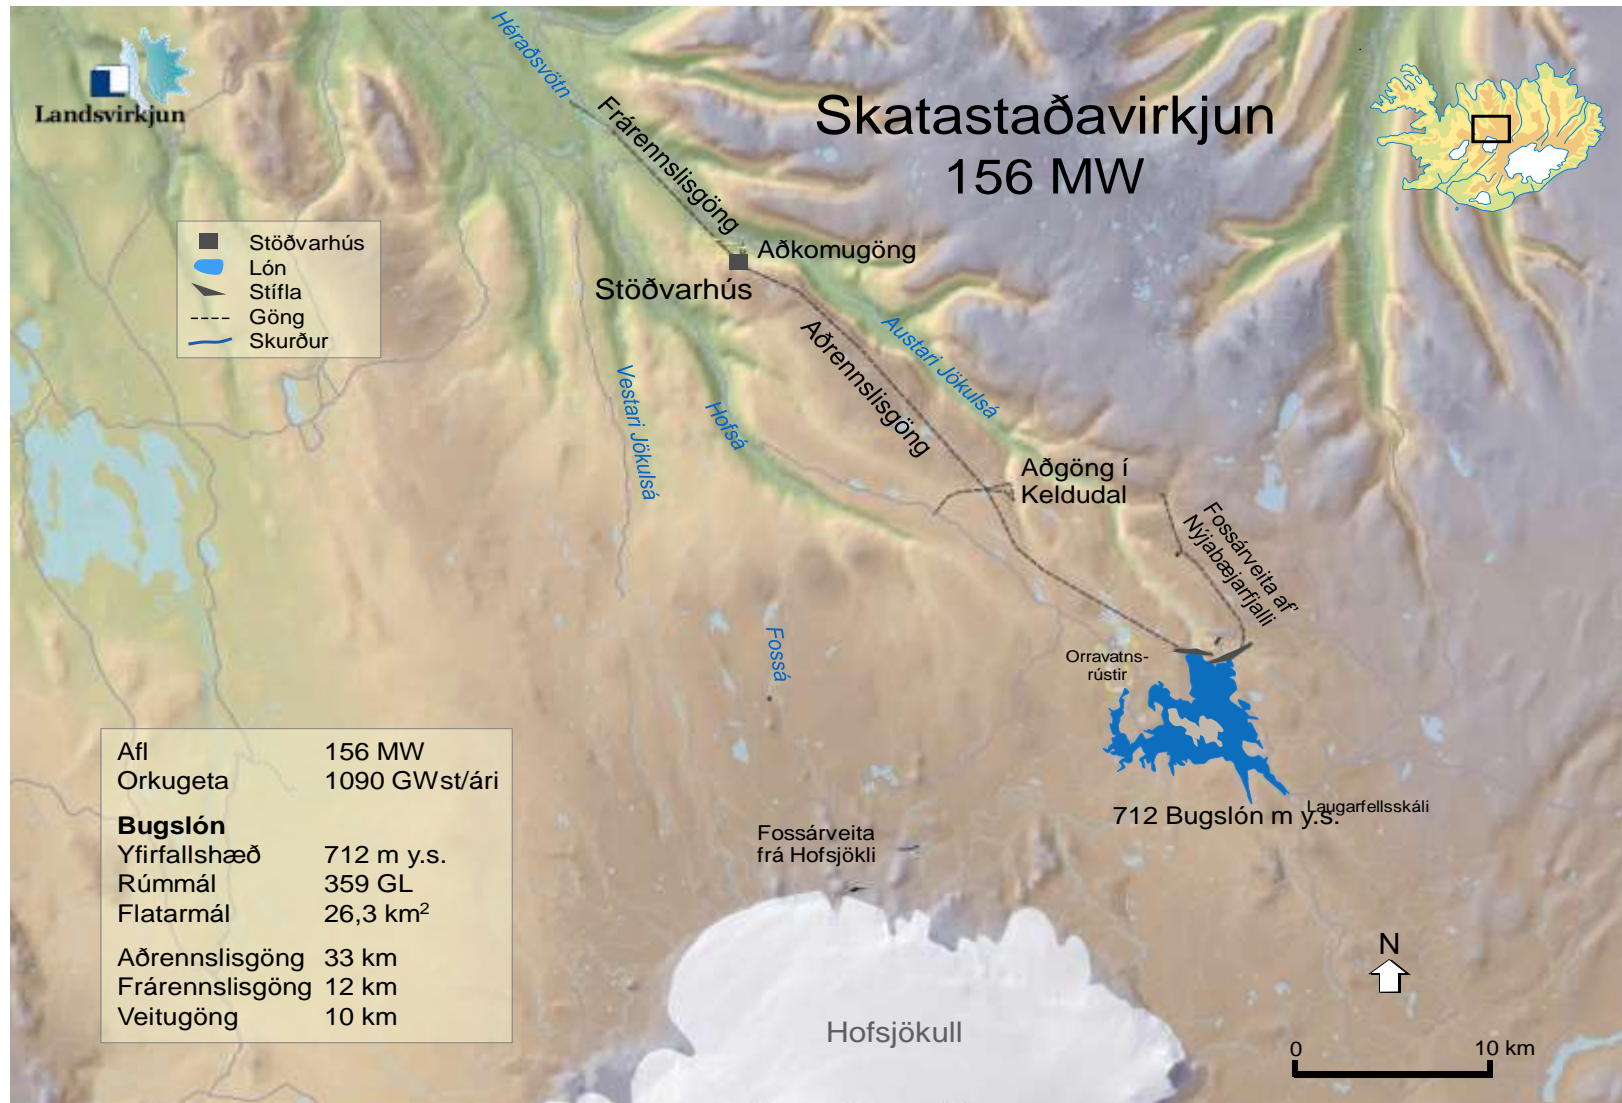 Landsvirkjun
Skatastaðavirkjun
156 MW
Héraðsvötn
Frárennslisgöng
Stöðvarhús
Lón
Stífla
Göng
Skurður
Aðkomugöng
Stöðvarhús
Aðrennslisgöng
Austari Jökulsá
Vestari Jökulsá
Hofsá
Aðgöng í
Keldudal
Fossárveita af'
Nýjabæjarfjalli
Fossá
Orravatns-
rústir
Laugarfellsskáli
712 Bugslón m y.s.
Afl 156 MW
Orkugeta 1090 GWst/ári
Bugslón
Yfirfallshæð 712 m y.s.
Rúmmál 359 GL
Flatarmál 26,3 km²
Aðrennslisgöng 33 km
Frárennslisgöng 12 km
Veitugöng 10 km
Fossárveita
frá Hofsjökli
Hofsjökull
N
0 10 km